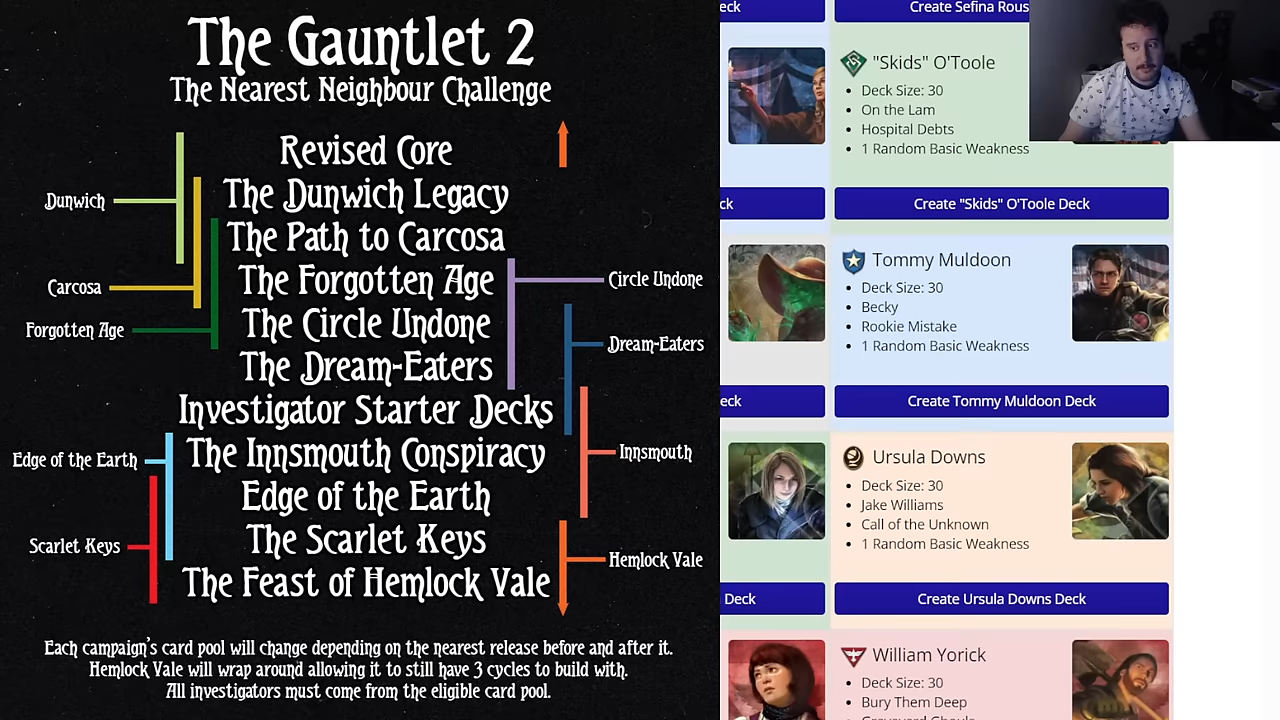 The Gauntlet 2
The Nearest Neighbour Challenge
Revised Core
The Dunwich Legacy
The Path to Carcosa
The Forgotten Age
The Circle Undone
The Dream-Eaters
Investigator Starter Decks
The Innsmouth Conspiracy
Edge of the Earth
The Scarlet Keys
The Feast of Hemlock Vale
Dunwich
Carcosa
Forgotten Age
Edge of the Earth
Scarlet Keys
Circle Undone
Dream-Eaters
Innsmouth
Hemlock Vale
Each campaign's card pool will change depending on the nearest release before and after it.
Hemlock Vale will wrap around allowing it to still have 3 cycles to build with.
All investigators must come from the eligible card pool.
Create Sefina Rous
"Skids" O'Toole
Deck Size: 30
On the Lam
Hospital Debts
1 Random Basic Weakness
Create "Skids" O'Toole Deck
Tommy Muldoon
Deck Size: 30
Becky
Rookie Mistake
1 Random Basic Weakness
Create Tommy Muldoon Deck
Ursula Downs
Deck Size: 30
Jake Williams
Call of the Unknown
1 Random Basic Weakness
Deck
Create Ursula Downs Deck
William Yorick
Deck Size: 30
Bury Them Deep